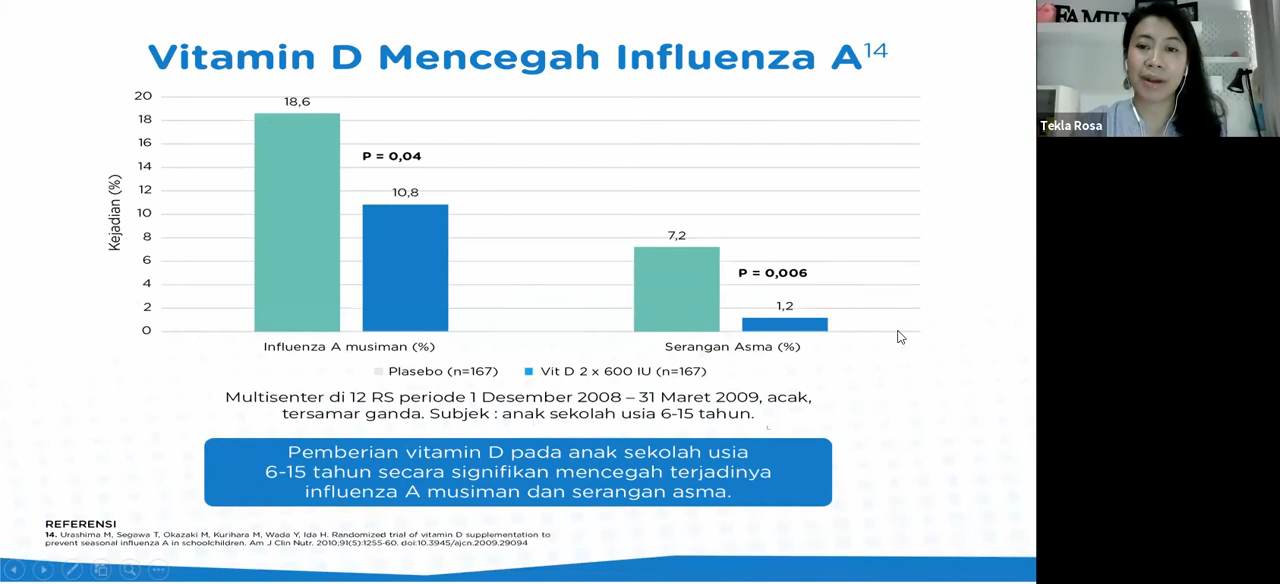 Vitamin D Mencegah Influenza A14
FAMILY
Tekla Rosa
Kejadian (%)
20
18
16
14
12
10
8
6
4
2
0
18,6
P = 0,04
10,8
7,2
P = 0,006
1,2
Influenza A musiman (%)
Serangan Asma (%)
Plasebo (n=167)
Vit D 2 x 600 IU (n=167)
Multisenter di 12 RS periode 1 Desember 2008 – 31 Maret 2009, acak,
tersamar ganda. Subjek : anak sekolah usia 6-15 tahun.
Pemberian vitamin D pada anak sekolah usia
6-15 tahun secara signifikan mencegah terjadinya
influenza A musiman dan serangan asma.
REFERENSI
14. Urashima M, Segawa T, Okazaki M, Kurihara M, Wada Y, Ida H. Randomized trial of vitamin D supplementation to
prevent seasonal influenza A in schoolchildren. Am J Clin Nutr. 2010;91(5):1255-60. doi:10.3945/ajcn.2009.29094